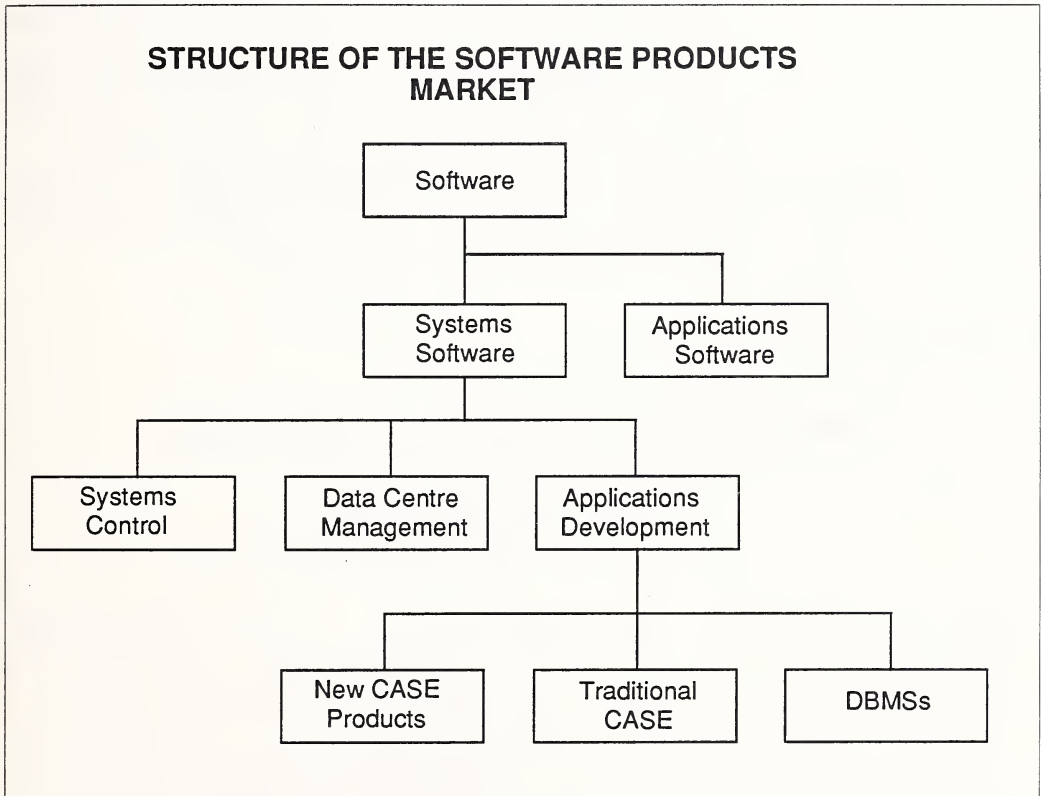 STRUCTURE OF THE SOFTWARE PRODUCTS
MARKET
Software
Systems
Software
Applications
Software
Systems
Control
Data Centre
Management
Applications
Development
New CASE
Products
Traditional
CASE
DBMSs